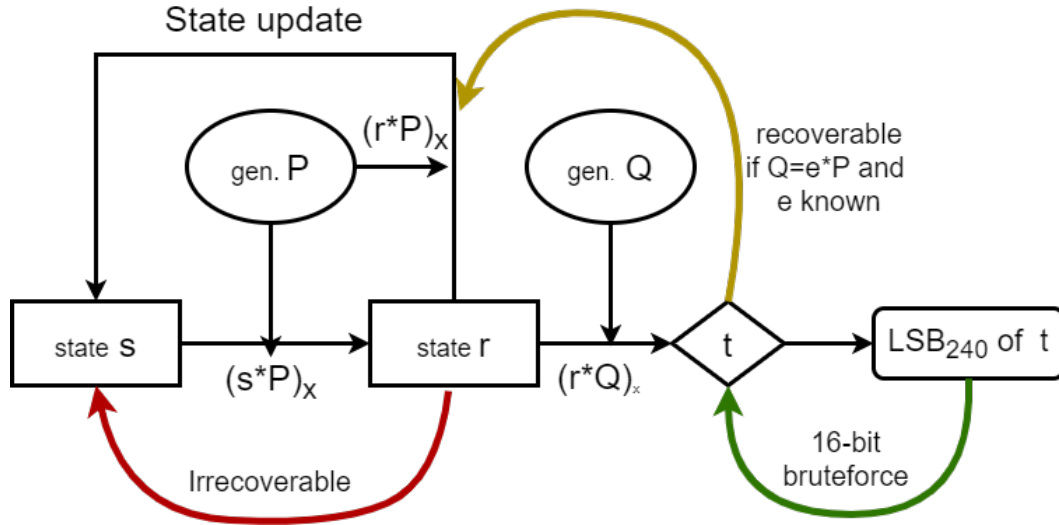 State update
(r*P)x
gen. P
gen. Q
recoverable
if Q=e*P and
e known
state s
(s*P)x
state r
(r*Q)x
t
LSB240 of t
Irrecoverable
16-bit
bruteforce